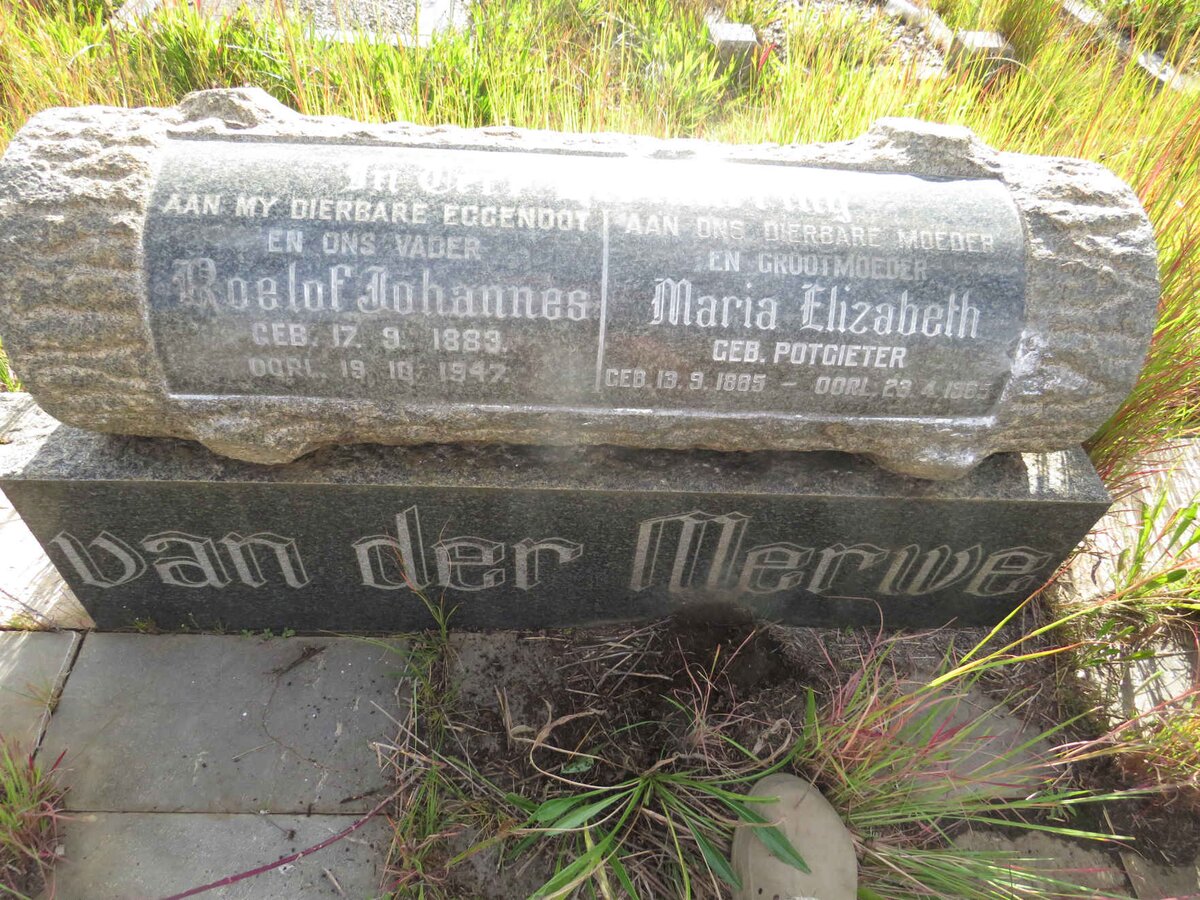 In
AAN MY DIERBARE EGGENOOT
EN ONS VADER
Roelof Johannes
GEB. 17. 9. 1883.
OORL. 19. 10. 1947.
AAN ONS DIERBARE MOEDER
EN GROOTMOEDER
Maria Elizabeth
GEB. POTGIETER
GEB. 13. 9. 1885 – OORL. 23. 4. 1965
van der Merwe